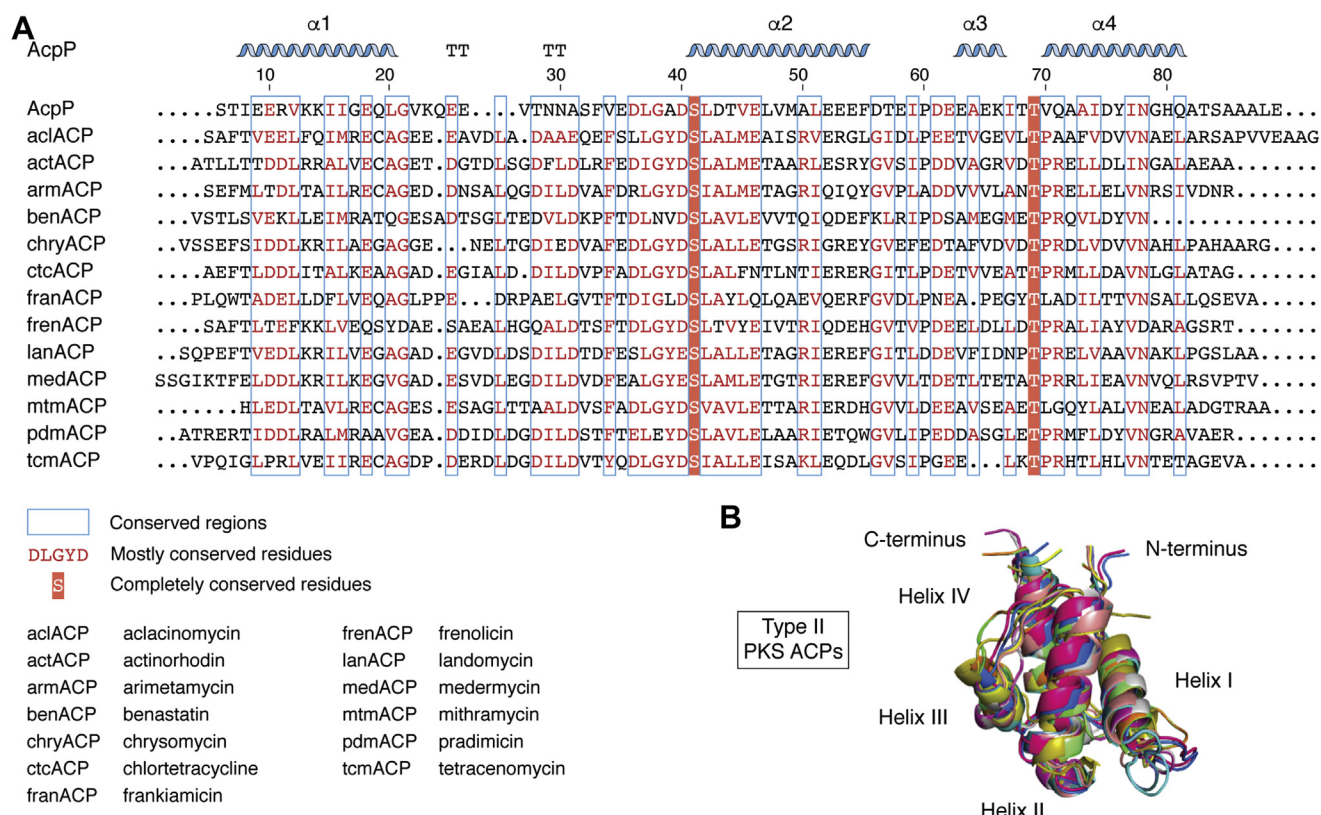 A
α1
α2
α3
α4
AcpP
TT
TT
10 20 30 40 50 60 70 80
AcpP .....STIEERVKKIIGEQLGVKQEE...VTNNASFVEDLGADSLDTVELVMALEEEFDTEIPDEEAEKITTVQAAIDYINGHQATSAAALE...
aclACP ....SAFTVEELFQIMRECAGEE.EAVDLA.DAAEQEFSLLGYDSLALMEAISRVERGLGIDLPEETVGEVLTPAAFVDVVNAELARSAPVVEAAG
actACP ...ATLLTTDDLRRALVECAGET.DGTDLSGDFLDLRFEDIGYDSLALMETAARLESRYGVSIPDDVAGRVDTPRELLDLINGALAEAA.......
armACP ...SEFMLTDLTAILRECAGED.DNSALQGDILDVAFDRLGYDSIALMETAGRIQIQYGVPLADDVVVLANTPRELLELVNRSIVDNR.......
benACP ...VSTLSVEKLLEIMRATQGESADTSGLTEDVLDKPFTDLNVDSLAVLEVVTQIQDEFKLRIPDSAMEGMETPRQVLDYVN..............
chryACP ..VSSEFSIDDLKRILAEGAGGE...NELTGDIEDVAFEDLGYDSLALLETGSRIGREYGVEFEDTAFVDVDTPRDLVDVVNAHLPAHAARG....
ctcACP ....AEFTLDDLITALKEAAGAD.EGIALD.DILDVPFADLGYDSLALFNTLNTIERERGITLPDETVVEATTPRMLLDAVNLGLATAG.......
franACP ...PLQWTADELLDFLVEQAGLPPE...DRPAELGVTFTDIGLDSLAYLQLQAEVQERFGVDLPNEA.PEGYTLADILTTVNSALLQSEVA.....
frenACP ....SAFTLTEFKKLVEQSYDAE.SAEALHGQALDTSFTDLGYDSLTVYEIVTRIQDEHGVTVPDEELDLLDTPRALIAYVDARAGSRT.......
lanACP ..SQPEFTVEDLKRILVEGAGAD.EGVDLDSDILDTDFESLGYESLALLETAGRIEREFGITLDDEVFIDNPTPRELVAAVNAKLPGSLAA.....
medACP SSGIKTFELDDLKRILKEGVGAD.ESVDLEGDILDVDFEALGYESLAMLETGTRIEREFGVVLTDETLTETATPRRLIEAVNVQLRSVPTV.....
mtmACP .......HLEDLTAVLRECAGES.ESAGLTTAALDVSFADLGYDSVAVLETTARIERDHGVVLDEEAVSEAETLGQYLALVNEALADGTRAA....
pdmACP ..ATRERTIDDLRALMRAAVGEA.DDIDLDGDILDSTFTELEYDSLAVLELAARIETQWGVLIPEDDASGLETPRMFLDYVNGRAVAER.......
tcmACP ...VPQIGLPRLVEIIRECAGDP.DERDLDGDILDVTYQDLGYDSIALLEISAKLEQDLGVSIPGEE...LKTPRHTLHLVNTETAGEVA......
Conserved regions
DLGYD Mostly conserved residues
S Completely conserved residues
aclACP aclacinomycin
actACP actinorhodin
armACP arimetamycin
benACP benastatin
chryACP chrysomycin
ctcACP chlortetracycline
franACP frankiamicin
frenACP frenolicin
lanACP landomycin
medACP medermycin
mtmACP mithramycin
pdmACP pradimicin
tcmACP tetracenomycin
B
Type II
PKS ACPs
C-terminus
N-terminus
Helix IV
Helix I
Helix III
Helix II